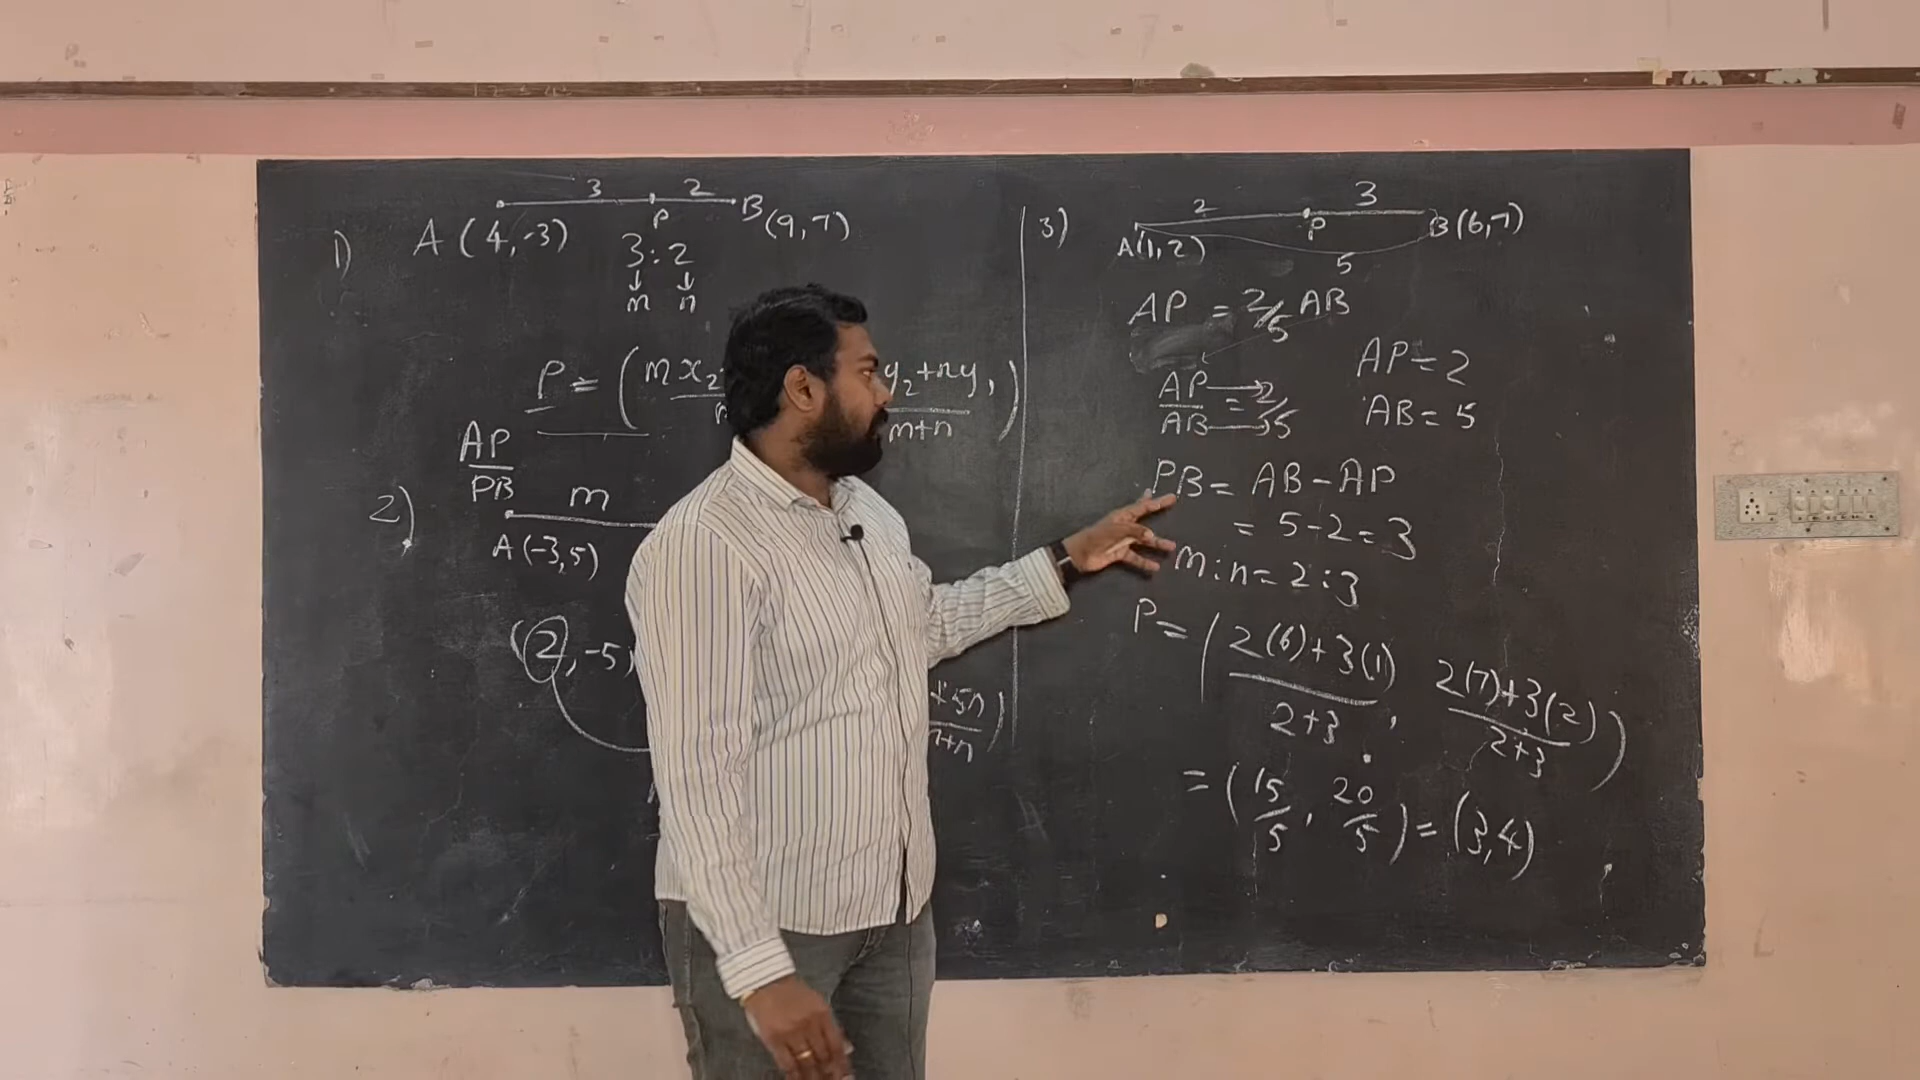 1) A(4,-3) 3 P 2 B(9,7)
3:2
↓ ↓
m n
P = (mx₂ y₂+ny₁)
m+n
AP
PB
2) m
A(-3,5)
(2,-5)
+5n)
m+n
3) A(1,2) 2 P 3 B(6,7)
5
AP = 2/5 AB
AP/AB = 2/5
AP=2
AB=5
PB = AB-AP
= 5-2=3
m:n=2:3
P=(2(6)+3(1)/2+3, 2(7)+3(2)/2+3)
= (15/5, 20/5) = (3,4)